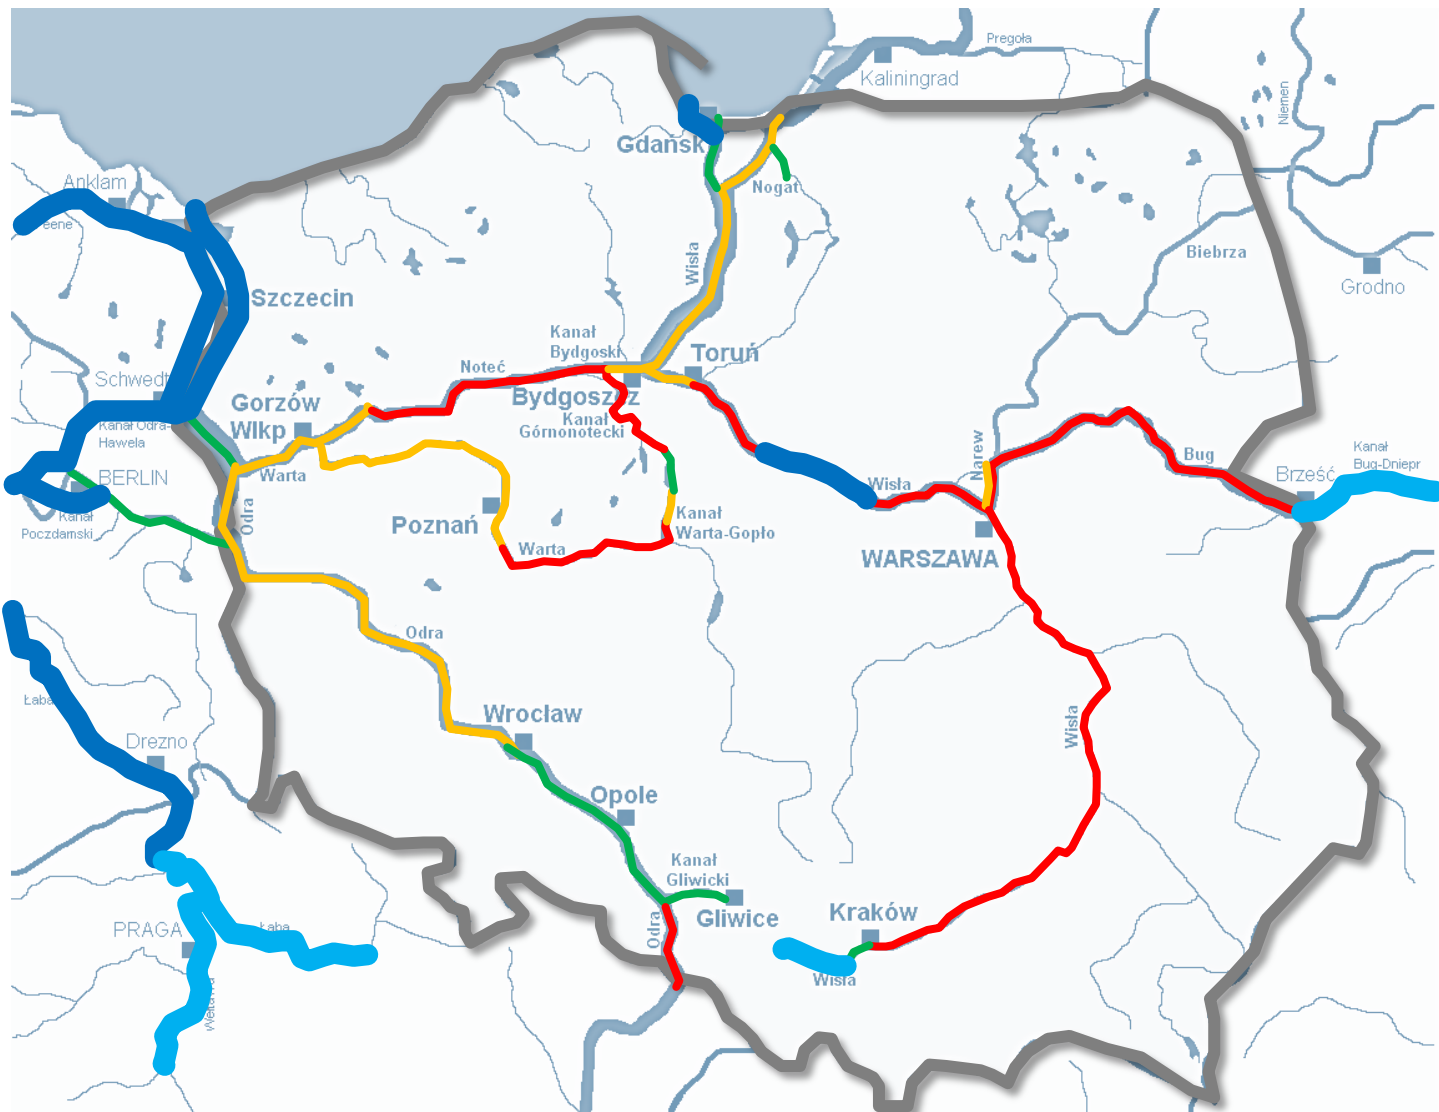 Pregoła
Kaliningrad
Niemen
Gdańsk
Anklam
eene
Nogat
Biebrza
Grodno
Wisła
Szczecin
Kanał
Bydgoski
Toruń
Noteć
Schwedt
Gorzów
Wlkp
Bydgoszcz
Kanał
Górnonotecki
Kanał Odra-
Hawela
Narew
Bug
Kanał
Bug-Dniepr
Brześć
BERLIN
Warta
Wisła
Odra
Kanał
Poczdamski
Poznań
Kanał
Warta-Gopło
Warta
WARSZAWA
Odra
Łaba
Wrocław
Wisła
Drezno
Opole
Kanał
Gliwicki
Gliwice
Kraków
Odra
PRAGA
Łaba
Wisła
Wełtawa